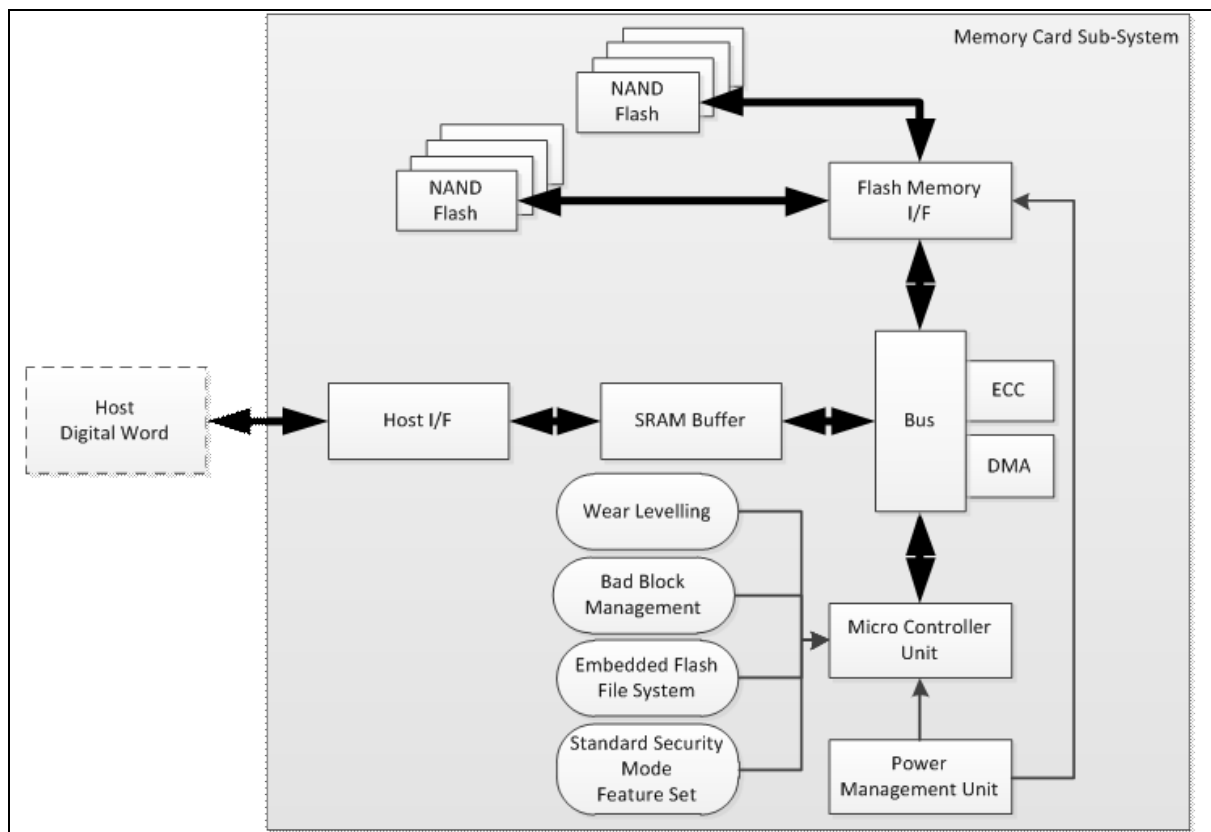 Memory Card Sub-System
NAND
Flash
NAND
Flash
Flash Memory
I/F
Host
Digital Word
Host I/F
SRAM Buffer
Bus
ECC
DMA
Wear Levelling
Bad Block
Management
Embedded Flash
File System
Standard Security
Mode
Feature Set
Micro Controller
Unit
Power
Management Unit